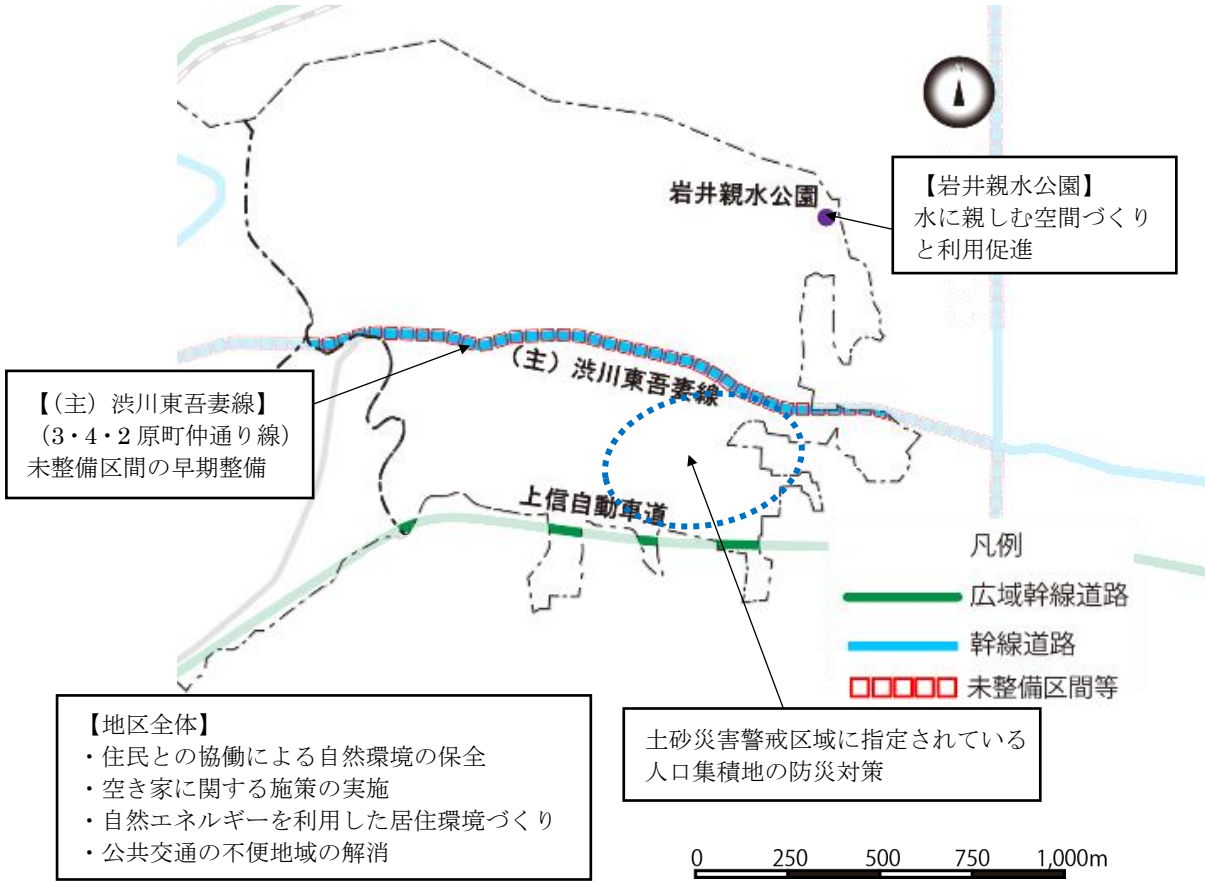 N
岩井親水公園
【岩井親水公園】
水に親しむ空間づくり
と利用促進
(主)渋川東吾妻線
【(主)渋川東吾妻線】
(3・4・2 原町仲通り線)
未整備区間の早期整備
上信自動車道
凡例
広域幹線道路
幹線道路
未整備区間等
【地区全体】
・住民との協働による自然環境の保全
・空き家に関する施策の実施
・自然エネルギーを利用した居住環境づくり
・公共交通の不便地域の解消
土砂災害警戒区域に指定されている
人口集積地の防災対策
0 250 500 750 1,000m